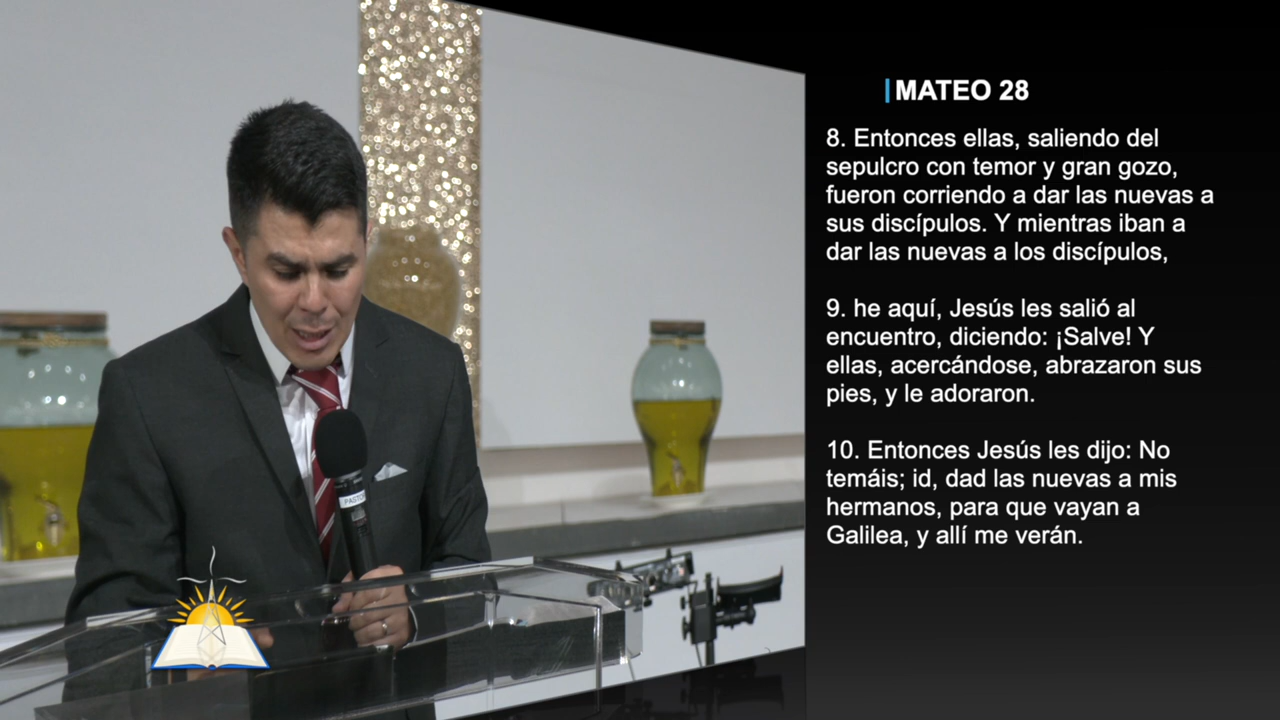 MATEO 28
8. Entonces ellas, saliendo del
sepulcro con temor y gran gozo,
fueron corriendo a dar las nuevas a
sus discípulos. Y mientras iban a
dar las nuevas a los discípulos,
9. he aquí, Jesús les salió al
encuentro, diciendo: ¡Salve! Y
ellas, acercándose, abrazaron sus
pies, y le adoraron.
10. Entonces Jesús les dijo: No
temáis; id, dad las nuevas a mis
hermanos, para que vayan a
Galilea, y allí me verán.